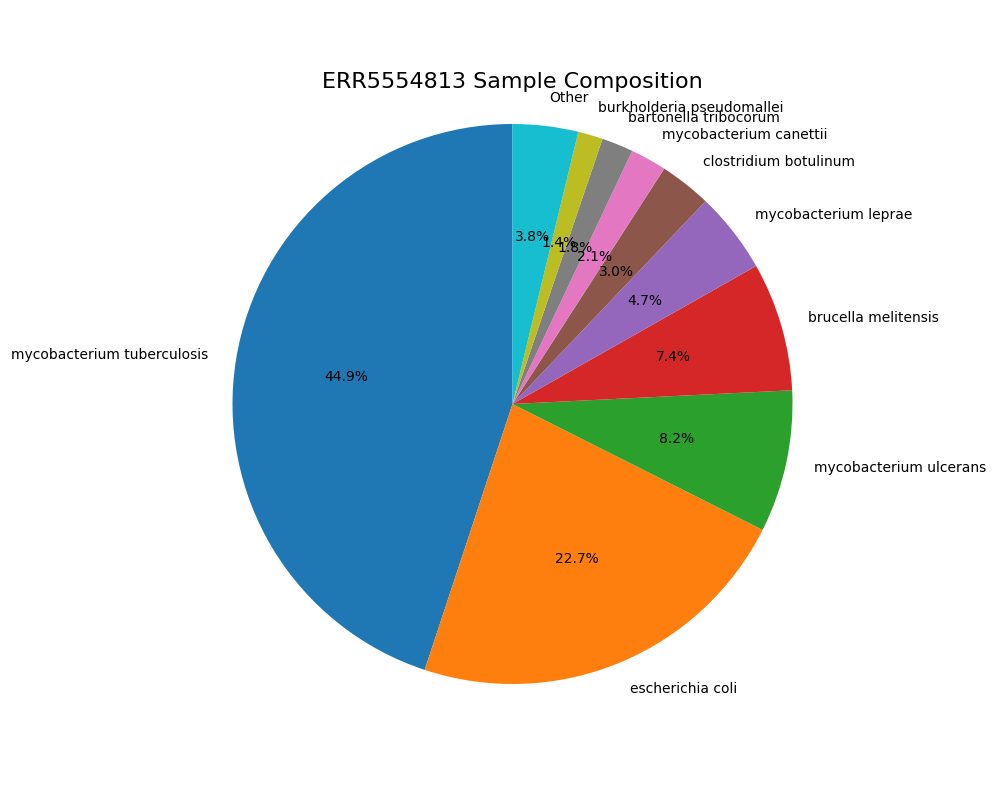 ERR5554813 Sample Composition
Other
burkholderia pseudomallei
bartonella tribocorum
mycobacterium canettii
clostridium botulinum
mycobacterium leprae
brucella melitensis
mycobacterium ulcerans
escherichia coli
mycobacterium tuberculosis
3.8%
1.4%
1.8%
2.1%
3.0%
4.7%
7.4%
8.2%
22.7%
44.9%